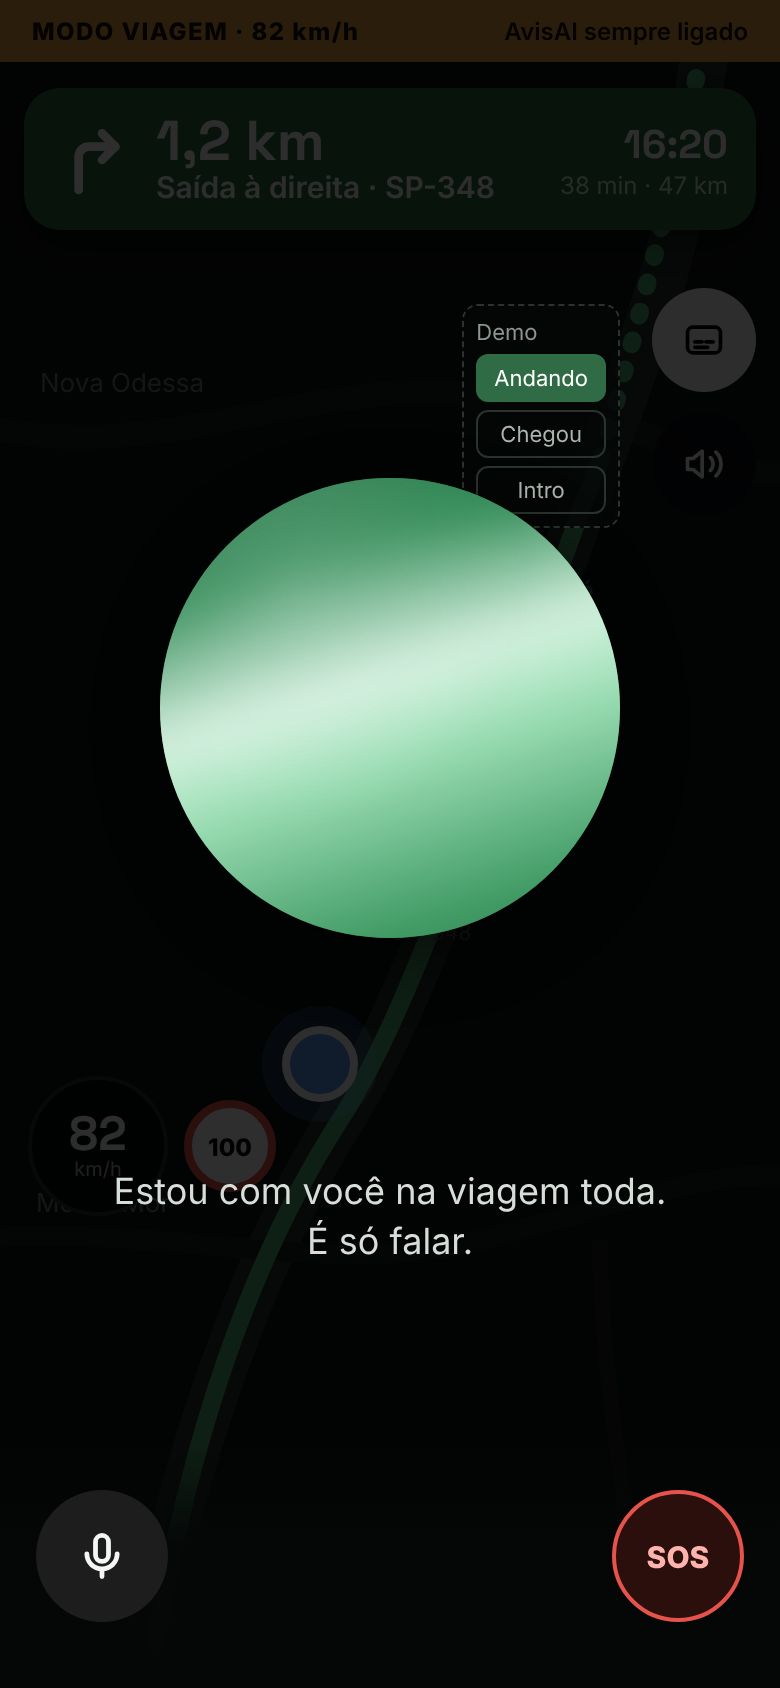 MODO VIAGEM · 82 km/h
AvisAI sempre ligado
1,2 km
Saída à direita · SP-348
16:20
38 min · 47 km
Demo
Andando
Chegou
Intro
Nova Odessa
82
km/h
100
Estou com você na viagem toda.
É só falar.
SOS